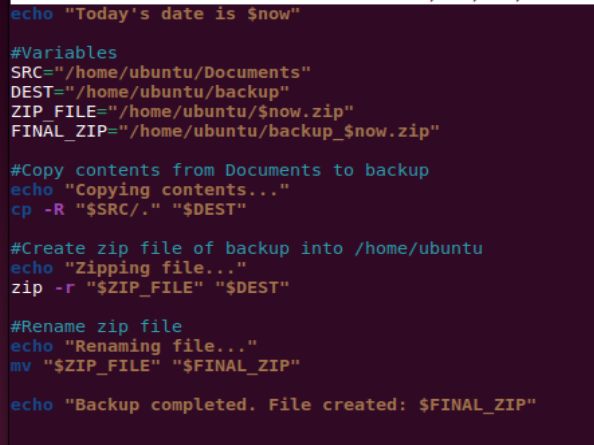 echo "Today's date is $now"
#Variables
SRC="/home/ubuntu/Documents"
DEST="/home/ubuntu/backup"
ZIP_FILE="/home/ubuntu/$now.zip"
FINAL_ZIP="/home/ubuntu/backup_$now.zip"
#Copy contents from Documents to backup
echo "Copying contents..."
cp -R "$SRC/." "$DEST"
#Create zip file of backup into /home/ubuntu
echo "Zipping file..."
zip -r "$ZIP_FILE" "$DEST"
#Rename zip file
echo "Renaming file..."
mv "$ZIP_FILE" "$FINAL_ZIP"
echo "Backup completed. File created: $FINAL_ZIP"